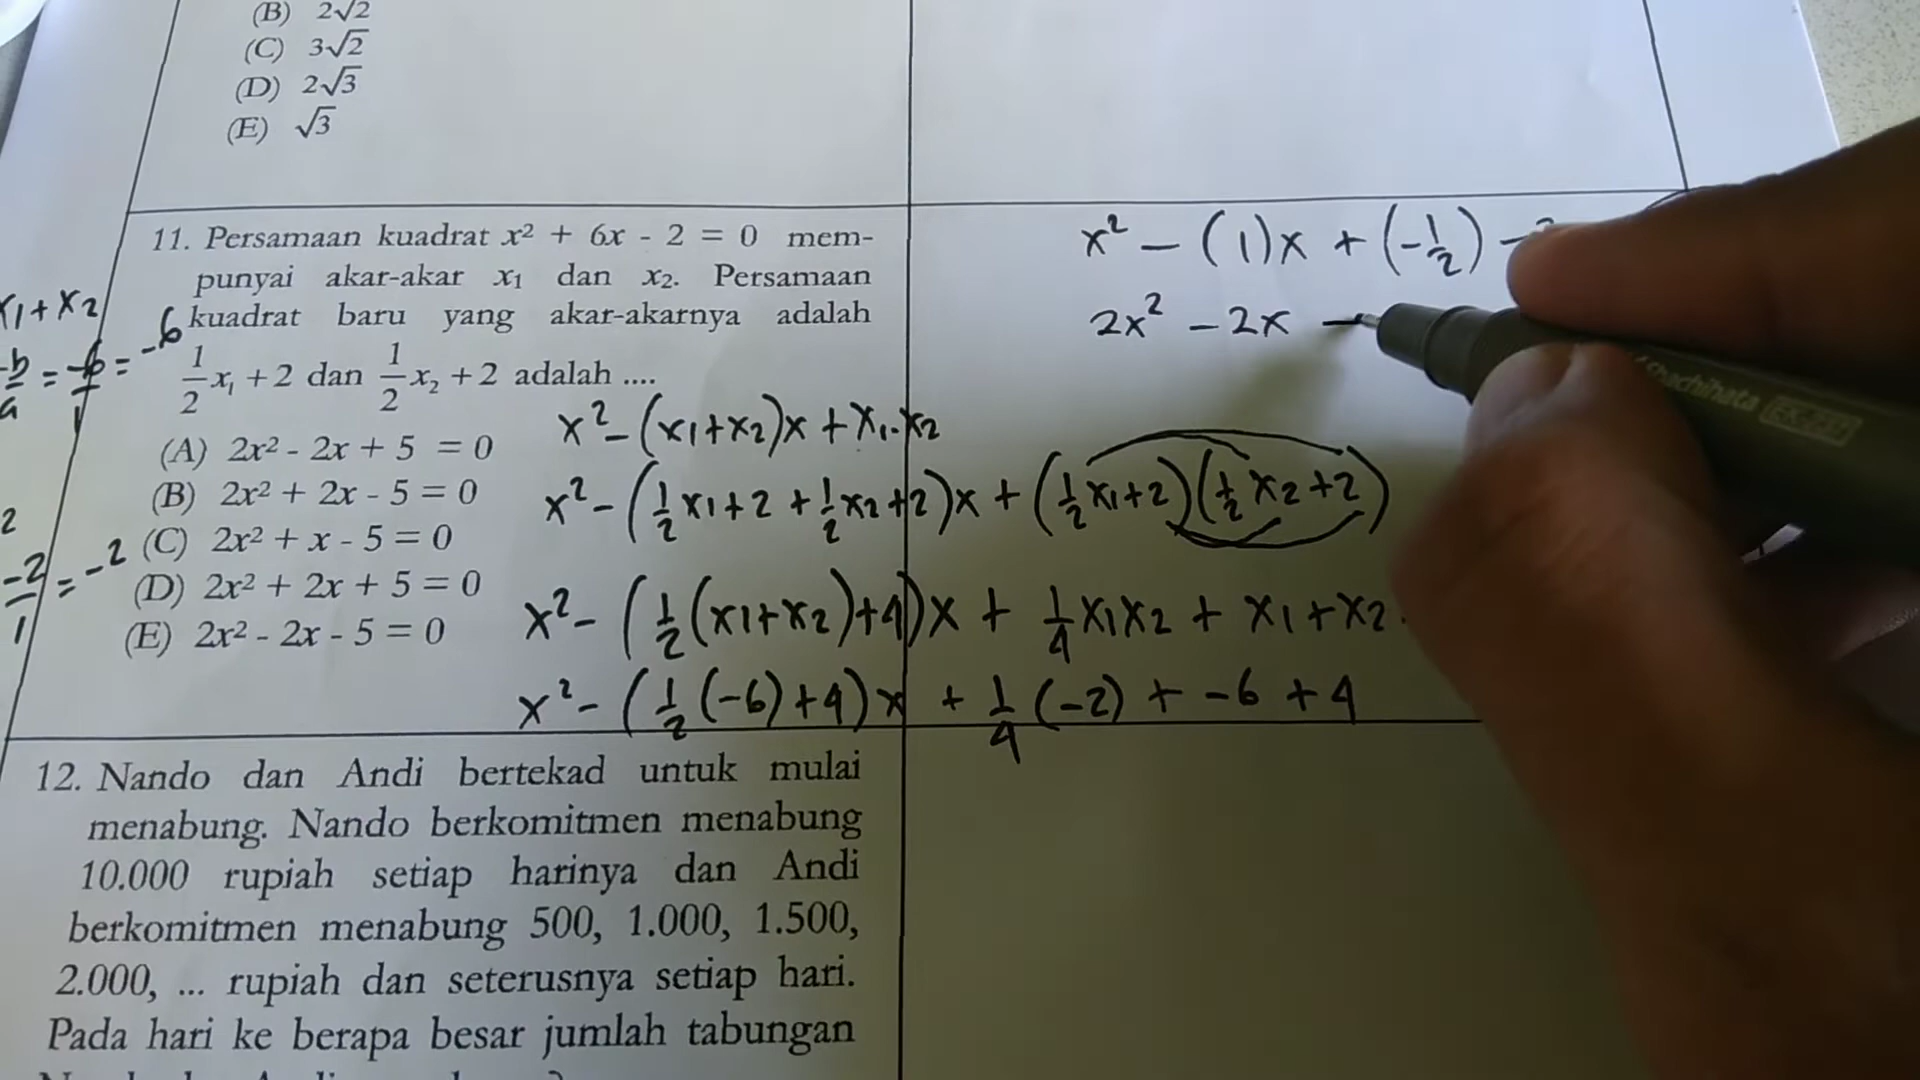 (B) 2√2
(C) 3√2
(D) 2√3
(E) √3
11. Persamaan kuadrat x² + 6x - 2 = 0 mem-
punyai akar-akar x₁ dan x₂. Persamaan
kuadrat baru yang akar-akarnya adalah
1/2 x₁ + 2 dan 1/2 x₂ + 2 adalah ....
(A) 2x² - 2x + 5 = 0
(B) 2x² + 2x - 5 = 0
(C) 2x² + x - 5 = 0
(D) 2x² + 2x + 5 = 0
(E) 2x² - 2x - 5 = 0
x₁ + x₂
-b/a = -6/1 = -6
2
-2/1 = -2
x² - (x₁+x₂)x + x₁.x₂
x² - (1/2 x₁+2 + 1/2 x₂+2)x + (1/2 x₁+2)(1/2 x₂+2)
x² - (1/2(x₁+x₂)+4)x + 1/4 x₁x₂ + x₁+x₂
x² - (1/2(-6)+4)x + 1/4(-2) + -6 + 4
x² - (1)x + (-1/2) -
2x² - 2x -
12. Nando dan Andi bertekad untuk mulai
menabung. Nando berkomitmen menabung
10.000 rupiah setiap harinya dan Andi
berkomitmen menabung 500, 1.000, 1.500,
2.000, ... rupiah dan seterusnya setiap hari.
Pada hari ke berapa besar jumlah tabungan
Shachihata